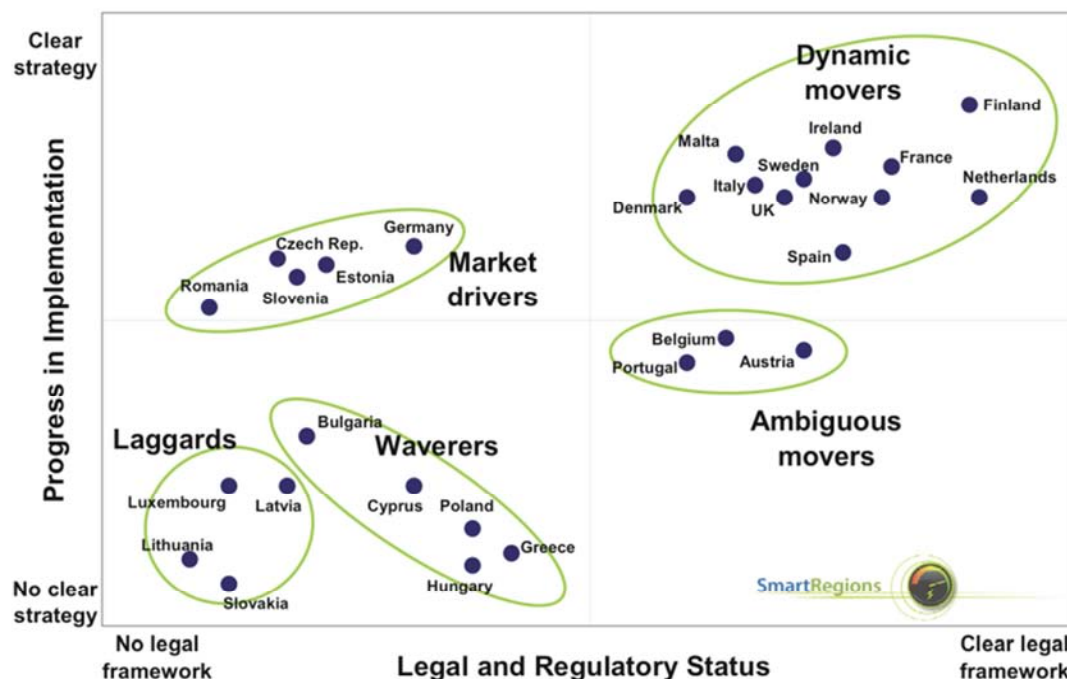 Clear
strategy
Progress in Implementation
No clear
strategy
Dynamic
movers
Finland
Ireland
Malta
France
Sweden
Netherlands
Italy
Denmark
UK
Norway
Spain
Germany
Czech Rep.
Market
drivers
Romania
Estonia
Slovenia
Belgium
Portugal
Austria
Ambiguous
movers
Laggards
Bulgaria
Waverers
Luxembourg
Latvia
Cyprus
Poland
Lithuania
Greece
Hungary
Slovakia
SmartRegions
No legal
framework
Legal and Regulatory Status
Clear legal
framework